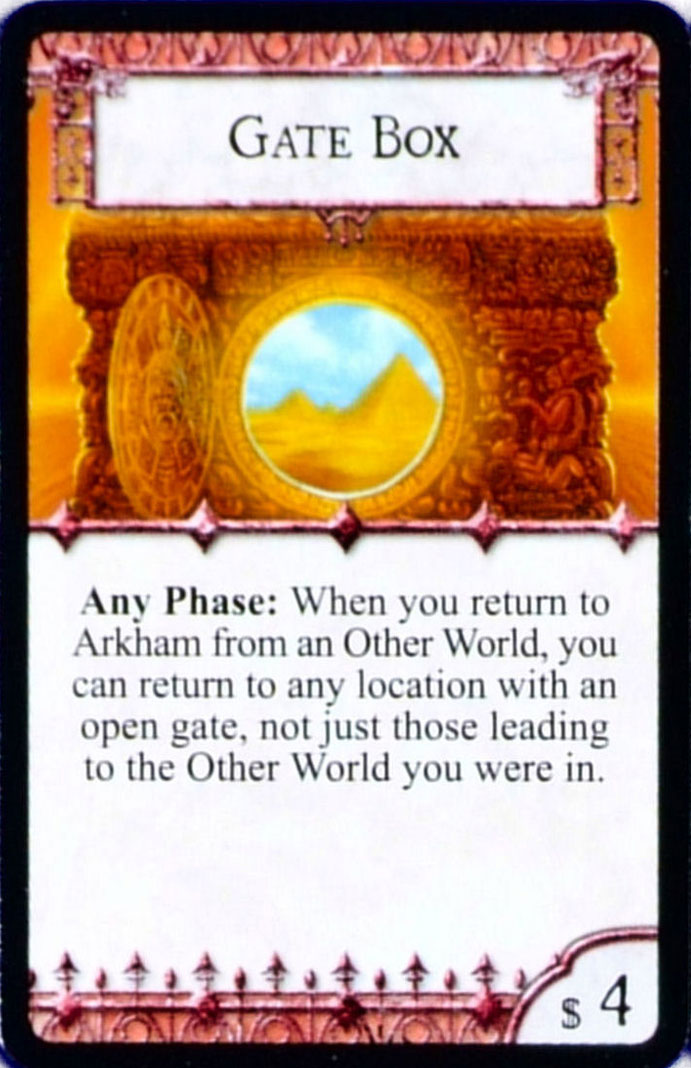 Gate Box
Any Phase: When you return to
Arkham from an Other World, you
can return to any location with an
open gate, not just those leading
to the Other World you were in.
$ 4